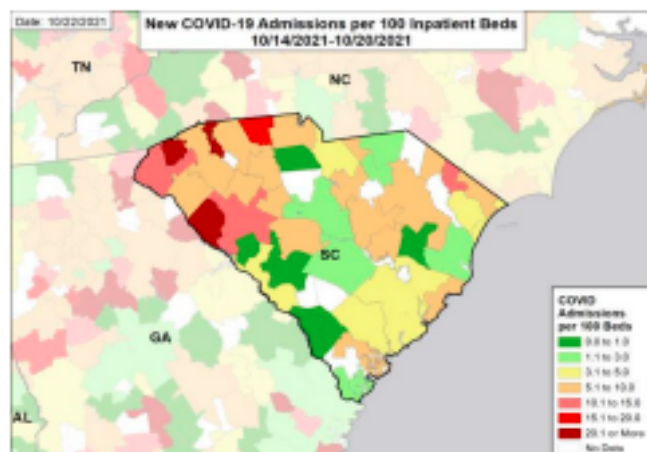 Date: 10/22/2021
New COVID-19 Admissions per 100 Inpatient Beds
10/14/2021-10/20/2021
TN
NC
SC
GA
AL
COVID
Admissions
per 100 Beds
0.0 to 1.0
1.1 to 3.0
3.1 to 5.0
5.1 to 10.0
10.1 to 15.0
15.1 to 20.0
20.1 or More
No Data